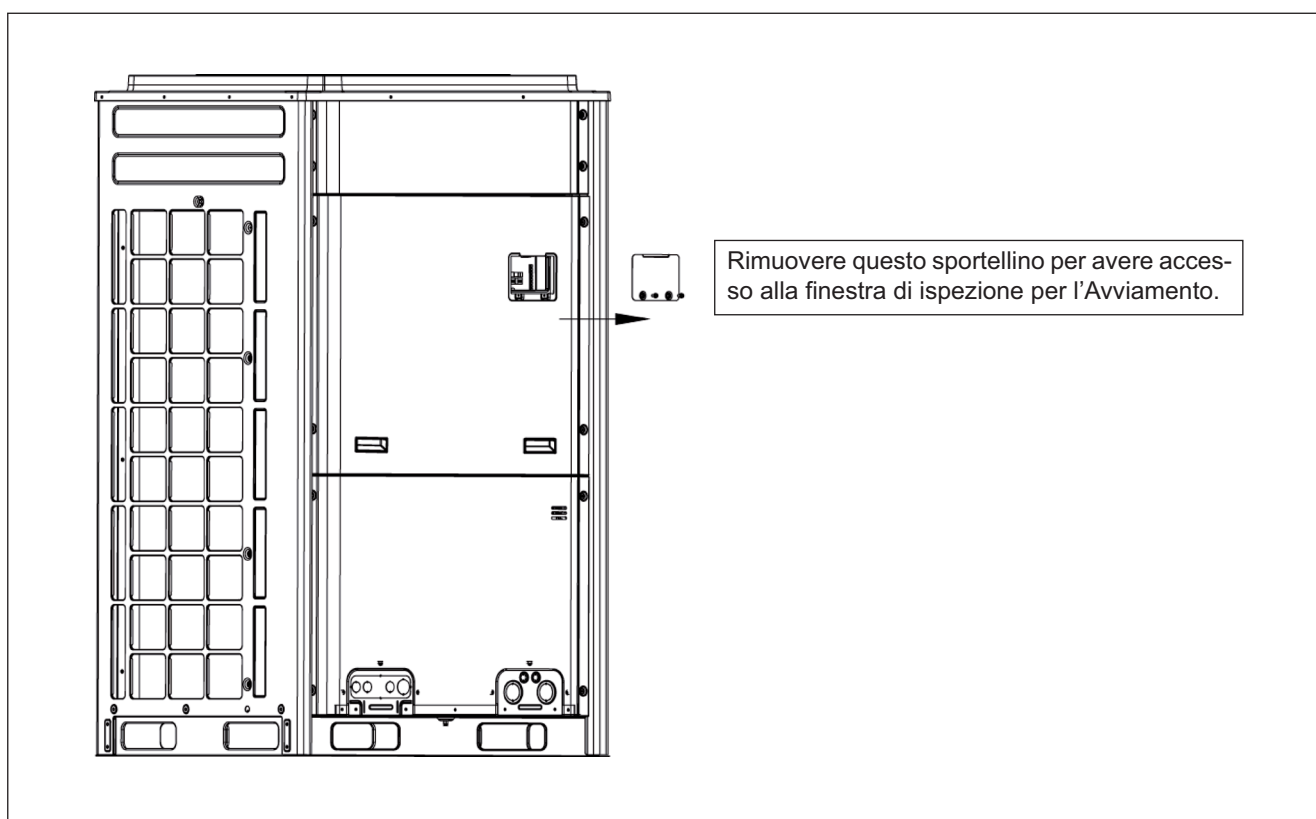 Rimuovere questo sportellino per avere acces-
so alla finestra di ispezione per l’Avviamento.